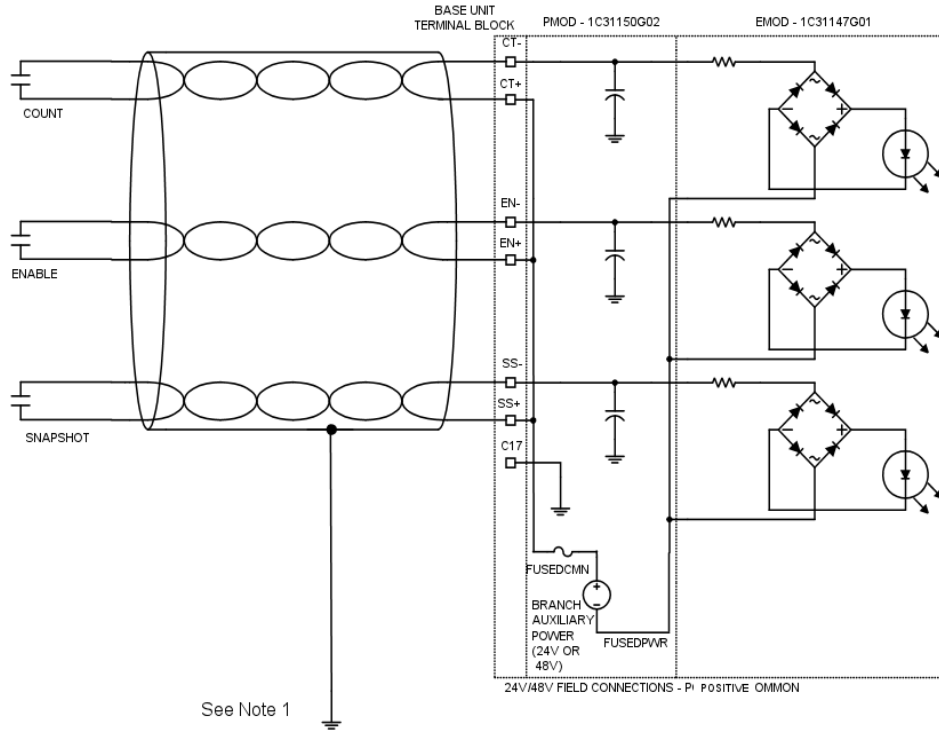 BASE UNIT
TERMINAL BLOCK
PMOD - 1C31150G02
EMOD - 1C31147G01
CT-
CT+
COUNT
EN-
EN+
ENABLE
SS-
SS+
SNAPSHOT
C17
FUSEDCMN
BRANCH
AUXILIARY
POWER
(24V OR
48V)
FUSEDPWR
24V/48V FIELD CONNECTIONS - POSITIVE OMMON
See Note 1